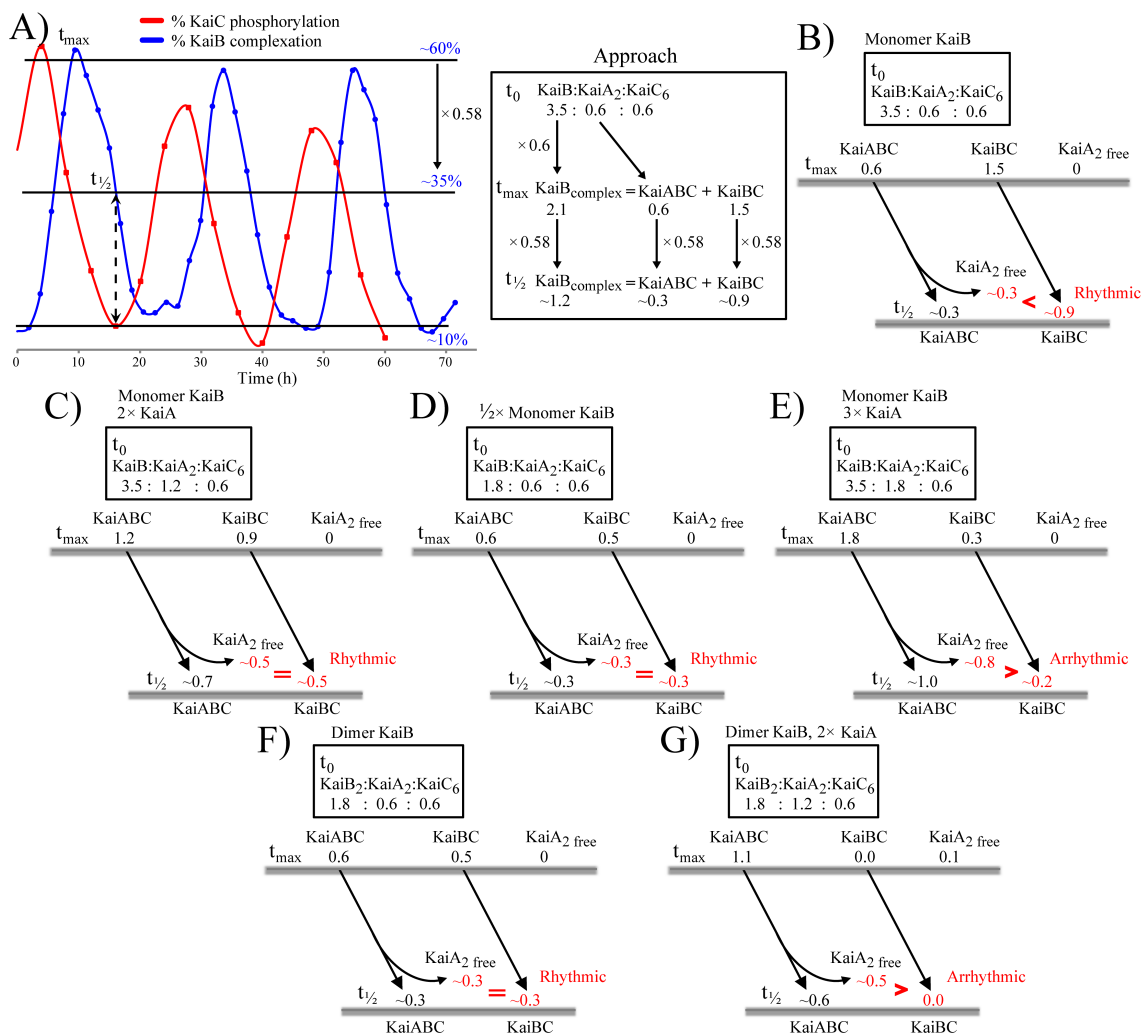 A)
% KaiC phosphorylation
% KaiB complexation
tmax
~60%
×0.58
t½
~35%
~10%
0 10 20 30 40 50 60 70
Time (h)
Approach
t0 KaiB:KaiA2:KaiC6
3.5 : 0.6 : 0.6
×0.6
tmax KaiBcomplex = KaiABC + KaiBC
2.1 0.6 1.5
×0.58 ×0.58 ×0.58
t½ KaiBcomplex = KaiABC + KaiBC
~1.2 ~0.3 ~0.9
B)
Monomer KaiB
t0
KaiB:KaiA2:KaiC6
3.5 : 0.6 : 0.6
KaiABC KaiBC KaiA2 free
tmax 0.6 1.5 0
KaiA2 free
~0.3 < ~0.9 Rhythmic
t½ ~0.3
KaiABC KaiBC
C)
Monomer KaiB
2× KaiA
t0
KaiB:KaiA2:KaiC6
3.5 : 1.2 : 0.6
KaiABC KaiBC KaiA2 free
tmax 1.2 0.9 0
KaiA2 free
~0.5 = ~0.5 Rhythmic
t½ ~0.7
KaiABC KaiBC
D)
½× Monomer KaiB
t0
KaiB:KaiA2:KaiC6
1.8 : 0.6 : 0.6
KaiABC KaiBC KaiA2 free
tmax 0.6 0.5 0
KaiA2 free
~0.3 = ~0.3 Rhythmic
t½ ~0.3
KaiABC KaiBC
E)
Monomer KaiB
3× KaiA
t0
KaiB:KaiA2:KaiC6
3.5 : 1.8 : 0.6
KaiABC KaiBC KaiA2 free
tmax 1.8 0.3 0
KaiA2 free
~0.8 > ~0.2 Arrhythmic
t½ ~1.0
KaiABC KaiBC
F)
Dimer KaiB
t0
KaiB2:KaiA2:KaiC6
1.8 : 0.6 : 0.6
KaiABC KaiBC KaiA2 free
tmax 0.6 0.5 0
KaiA2 free
~0.3 = ~0.3 Rhythmic
t½ ~0.3
KaiABC KaiBC
G)
Dimer KaiB, 2× KaiA
t0
KaiB2:KaiA2:KaiC6
1.8 : 1.2 : 0.6
KaiABC KaiBC KaiA2 free
tmax 1.1 0.0 0.1
KaiA2 free
~0.5 > 0.0 Arrhythmic
t½ ~0.6
KaiABC KaiBC